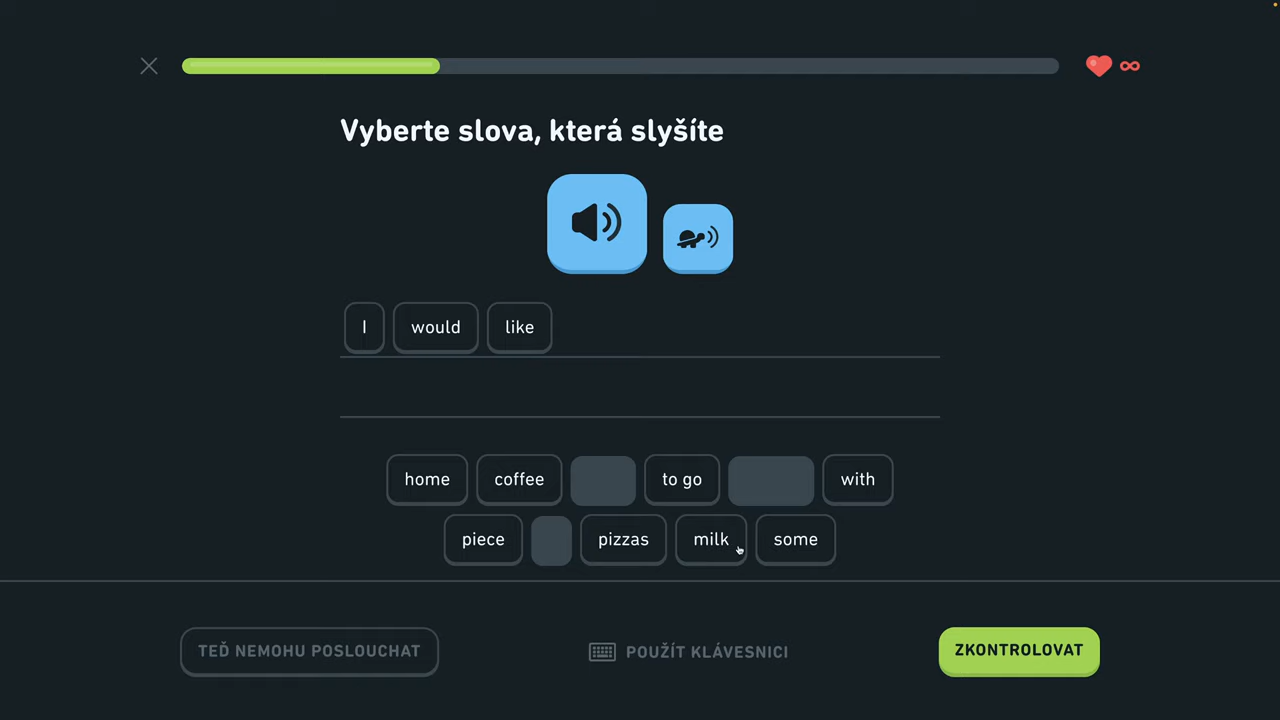 Vyberte slova, která slyšíte
I would like
home coffee to go with
piece pizzas milk some
TEĎ NEMOHU POSLOUCHAT POUŽÍT KLÁVESNICI ZKONTROLOVAT